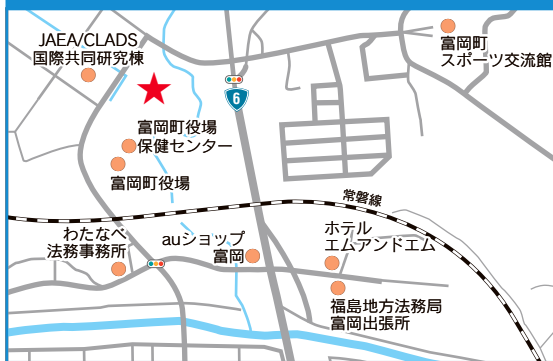 JAEA/CLADS
国際共同研究棟
富岡町
スポーツ交流館
6
富岡町役場
保健センター
富岡町役場
常磐線
わたなべ
法務事務所
auショップ
富岡
ホテル
エムアンドエム
福島地方法務局
富岡出張所